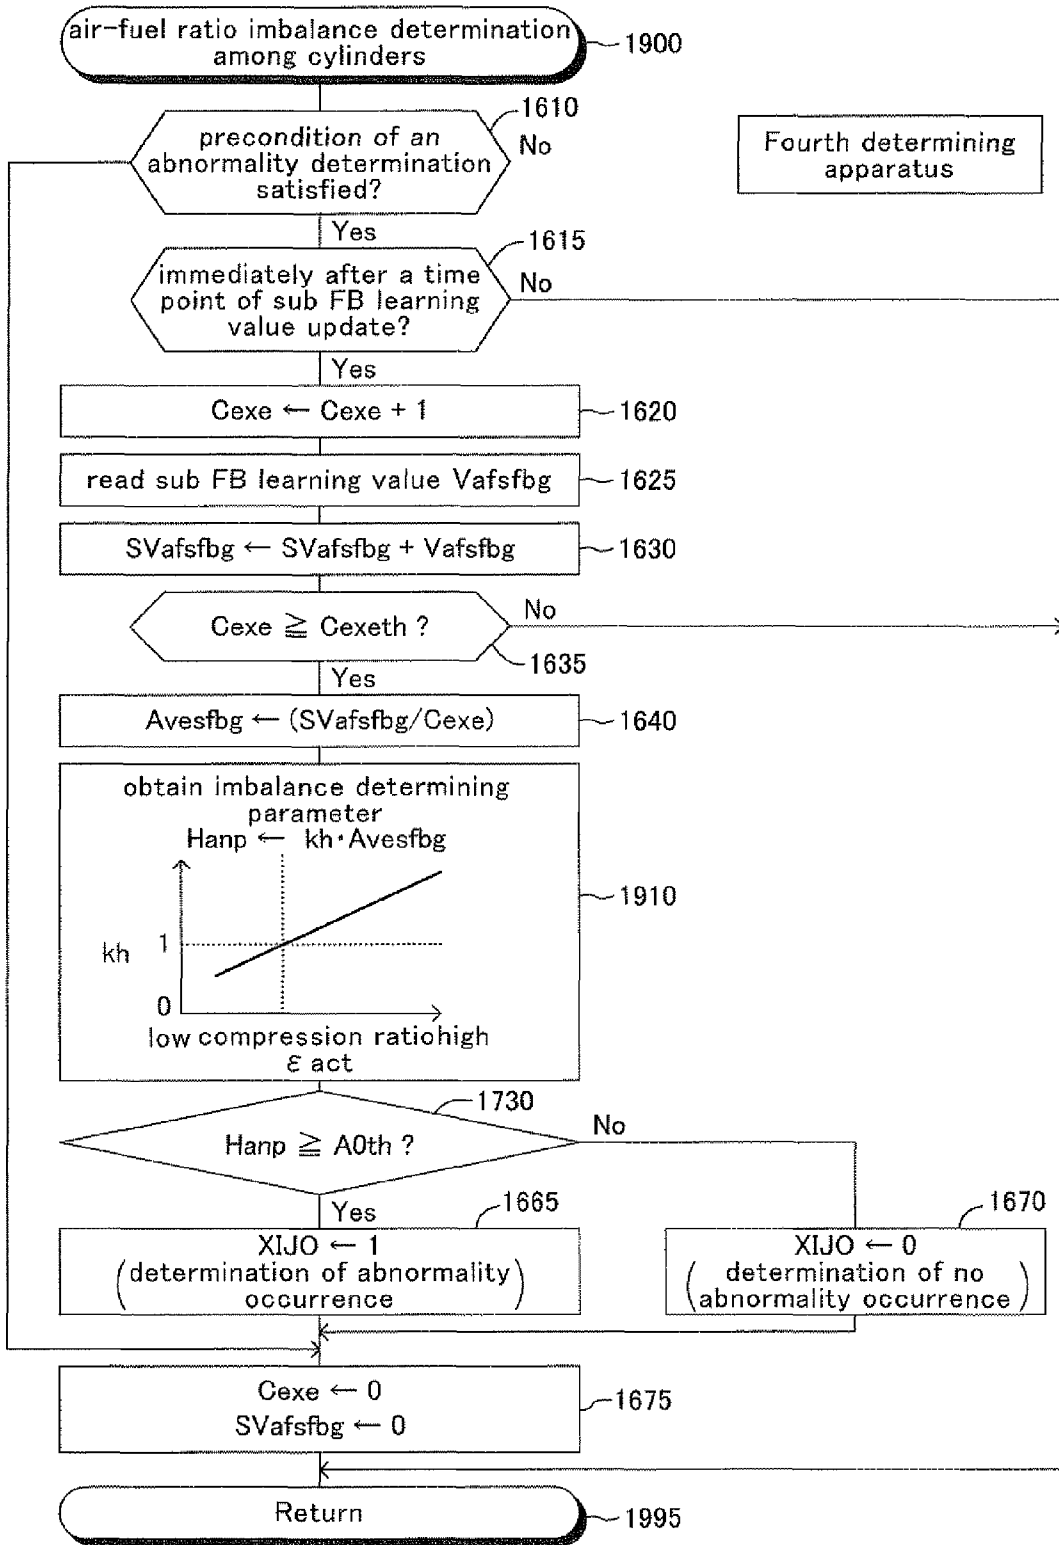 air-fuel ratio imbalance determination
among cylinders
1900
1610
precondition of an
abnormality determination
satisfied?
No
Fourth determining
apparatus
Yes
1615
immediately after a time
point of sub FB learning
value update?
No
Yes
Cexe ← Cexe + 1
1620
read sub FB learning value Vafsfbg
1625
SVafsfbg ← SVafsfbg + Vafsfbg
1630
Cexe ≧ Cexeth ?
No
1635
Yes
Avesfbg ← (SVafsfbg/Cexe)
1640
obtain imbalance determining
parameter
Hanp ← kh・Avesfbg
1910
1
kh
0
low compression ratiohigh
ε act
1730
Hanp ≧ A0th ?
No
Yes
1665
XIJO ← 1
(determination of abnormality
occurrence)
1670
XIJO ← 0
(determination of no
abnormality occurrence)
Cexe ← 0
SVafsfbg ← 0
1675
Return
1995